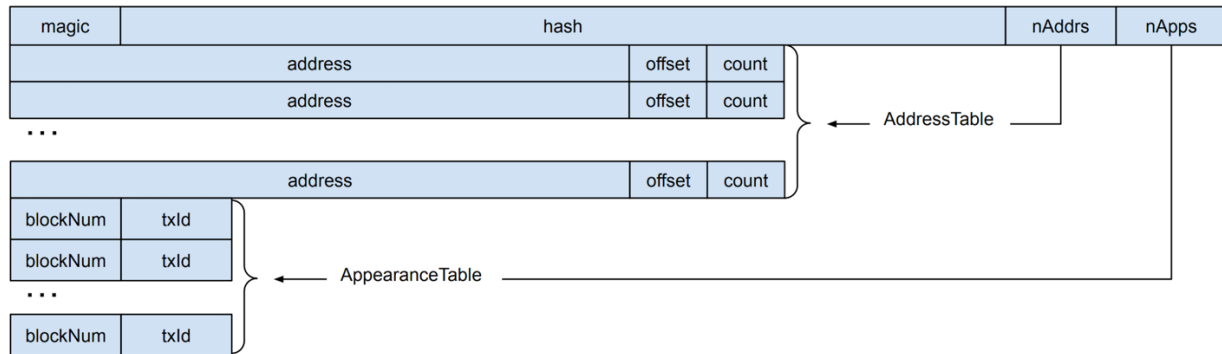 magic hash nAddrs nApps
address offset count
address offset count
AddressTable
...
address offset count
blockNum txId
blockNum txId
AppearanceTable
...
blockNum txId